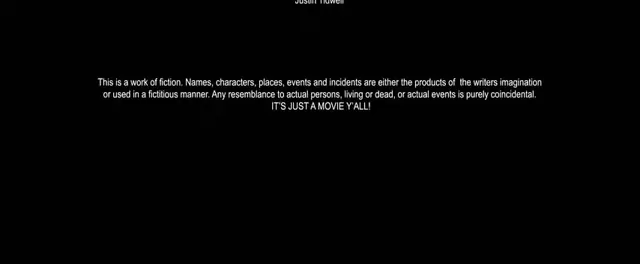 Justin Tidwell
This is a work of fiction. Names, characters, places, events and incidents are either the products of the writers imagination
or used in a fictitious manner. Any resemblance to actual persons, living or dead, or actual events is purely coincidental.
IT'S JUST A MOVIE Y'ALL!